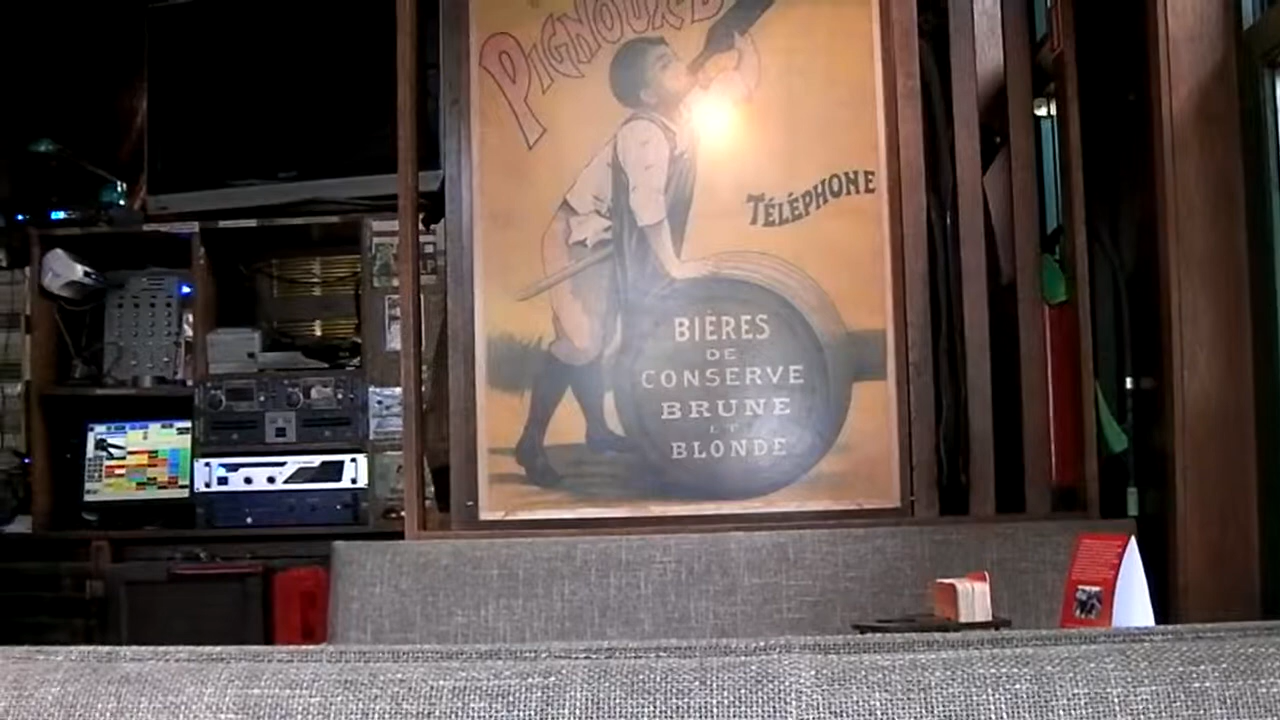 PIGNOUX-B
TÉLÉPHONE
BIÈRES
DE
CONSERVE
BRUNE
ET
BLONDE